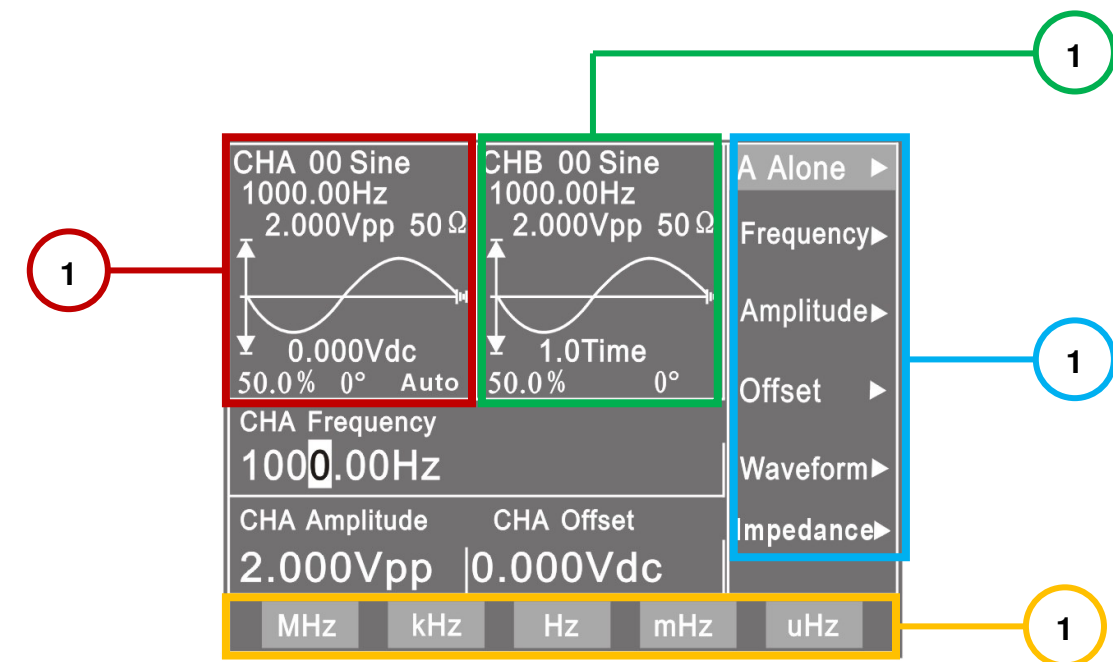 1
CHA 00 Sine
1000.00Hz
2.000Vpp 50Ω
0.000Vdc
50.0% 0° Auto
CHB 00 Sine
1000.00Hz
2.000Vpp 50Ω
1.0Time
50.0% 0°
A Alone ▶
Frequency▶
Amplitude▶
Offset ▶
Waveform▶
Impedance▶
1
1
CHA Frequency
1000.00Hz
CHA Amplitude CHA Offset
2.000Vpp 0.000Vdc
MHz kHz Hz mHz uHz
1